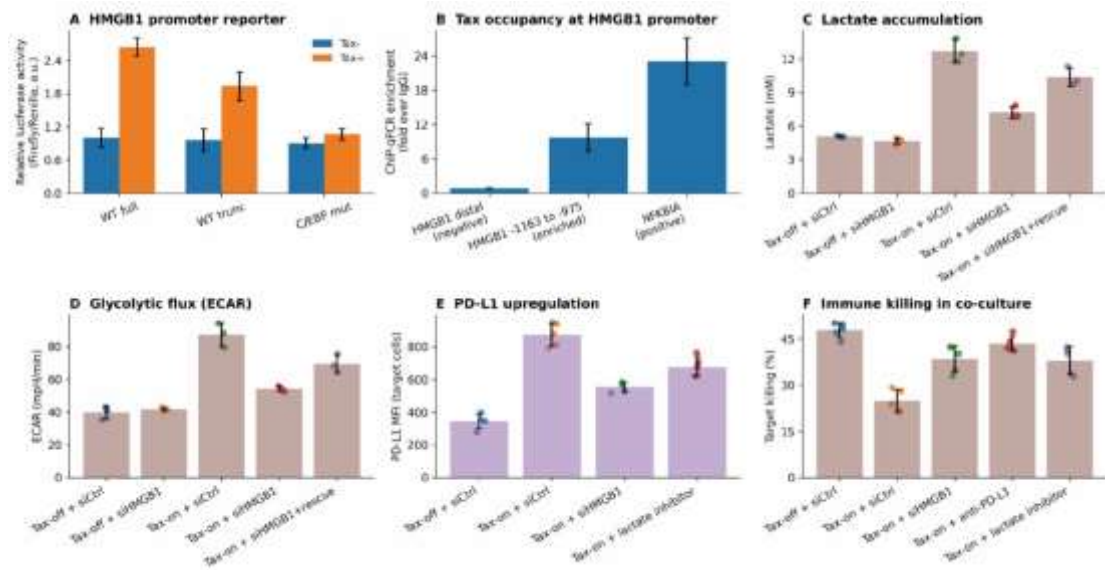 A HMGB1 promoter reporter
Relative luciferase activity
(Firefly/Renilla, a.u.)
2.4
1.8
1.2
0.6
0.0
Tax-
Tax+
WT full
WT trunc
C/EBP mut
B Tax occupancy at HMGB1 promoter
ChIP-qPCR enrichment
(fold over IgG)
24
18
12
6
0
HMGB1 distal
(negative)
HMGB1 -1163 to -975
(enriched)
NFKBIA
(positive)
C Lactate accumulation
Lactate (mM)
12
9
6
3
0
Tax-off + siCtrl
Tax-off + siHMGB1
Tax-on + siCtrl
Tax-on + siHMGB1
Tax-on + siHMGB1+rescue
D Glycolytic flux (ECAR)
ECAR (mpH/min)
80
60
40
20
0
Tax-off + siCtrl
Tax-off + siHMGB1
Tax-on + siCtrl
Tax-on + siHMGB1
Tax-on + siHMGB1+rescue
E PD-L1 upregulation
PD-L1 MFI (target cells)
800
600
400
200
0
Tax-off + siCtrl
Tax-on + siCtrl
Tax-on + siHMGB1
Tax-on + lactate inhibitor
F Immune killing in co-culture
Target killing (%)
45
30
15
0
Tax-off + siCtrl
Tax-on + siCtrl
Tax-on + siHMGB1
Tax-on + anti-PD-L1
Tax-on + lactate inhibitor